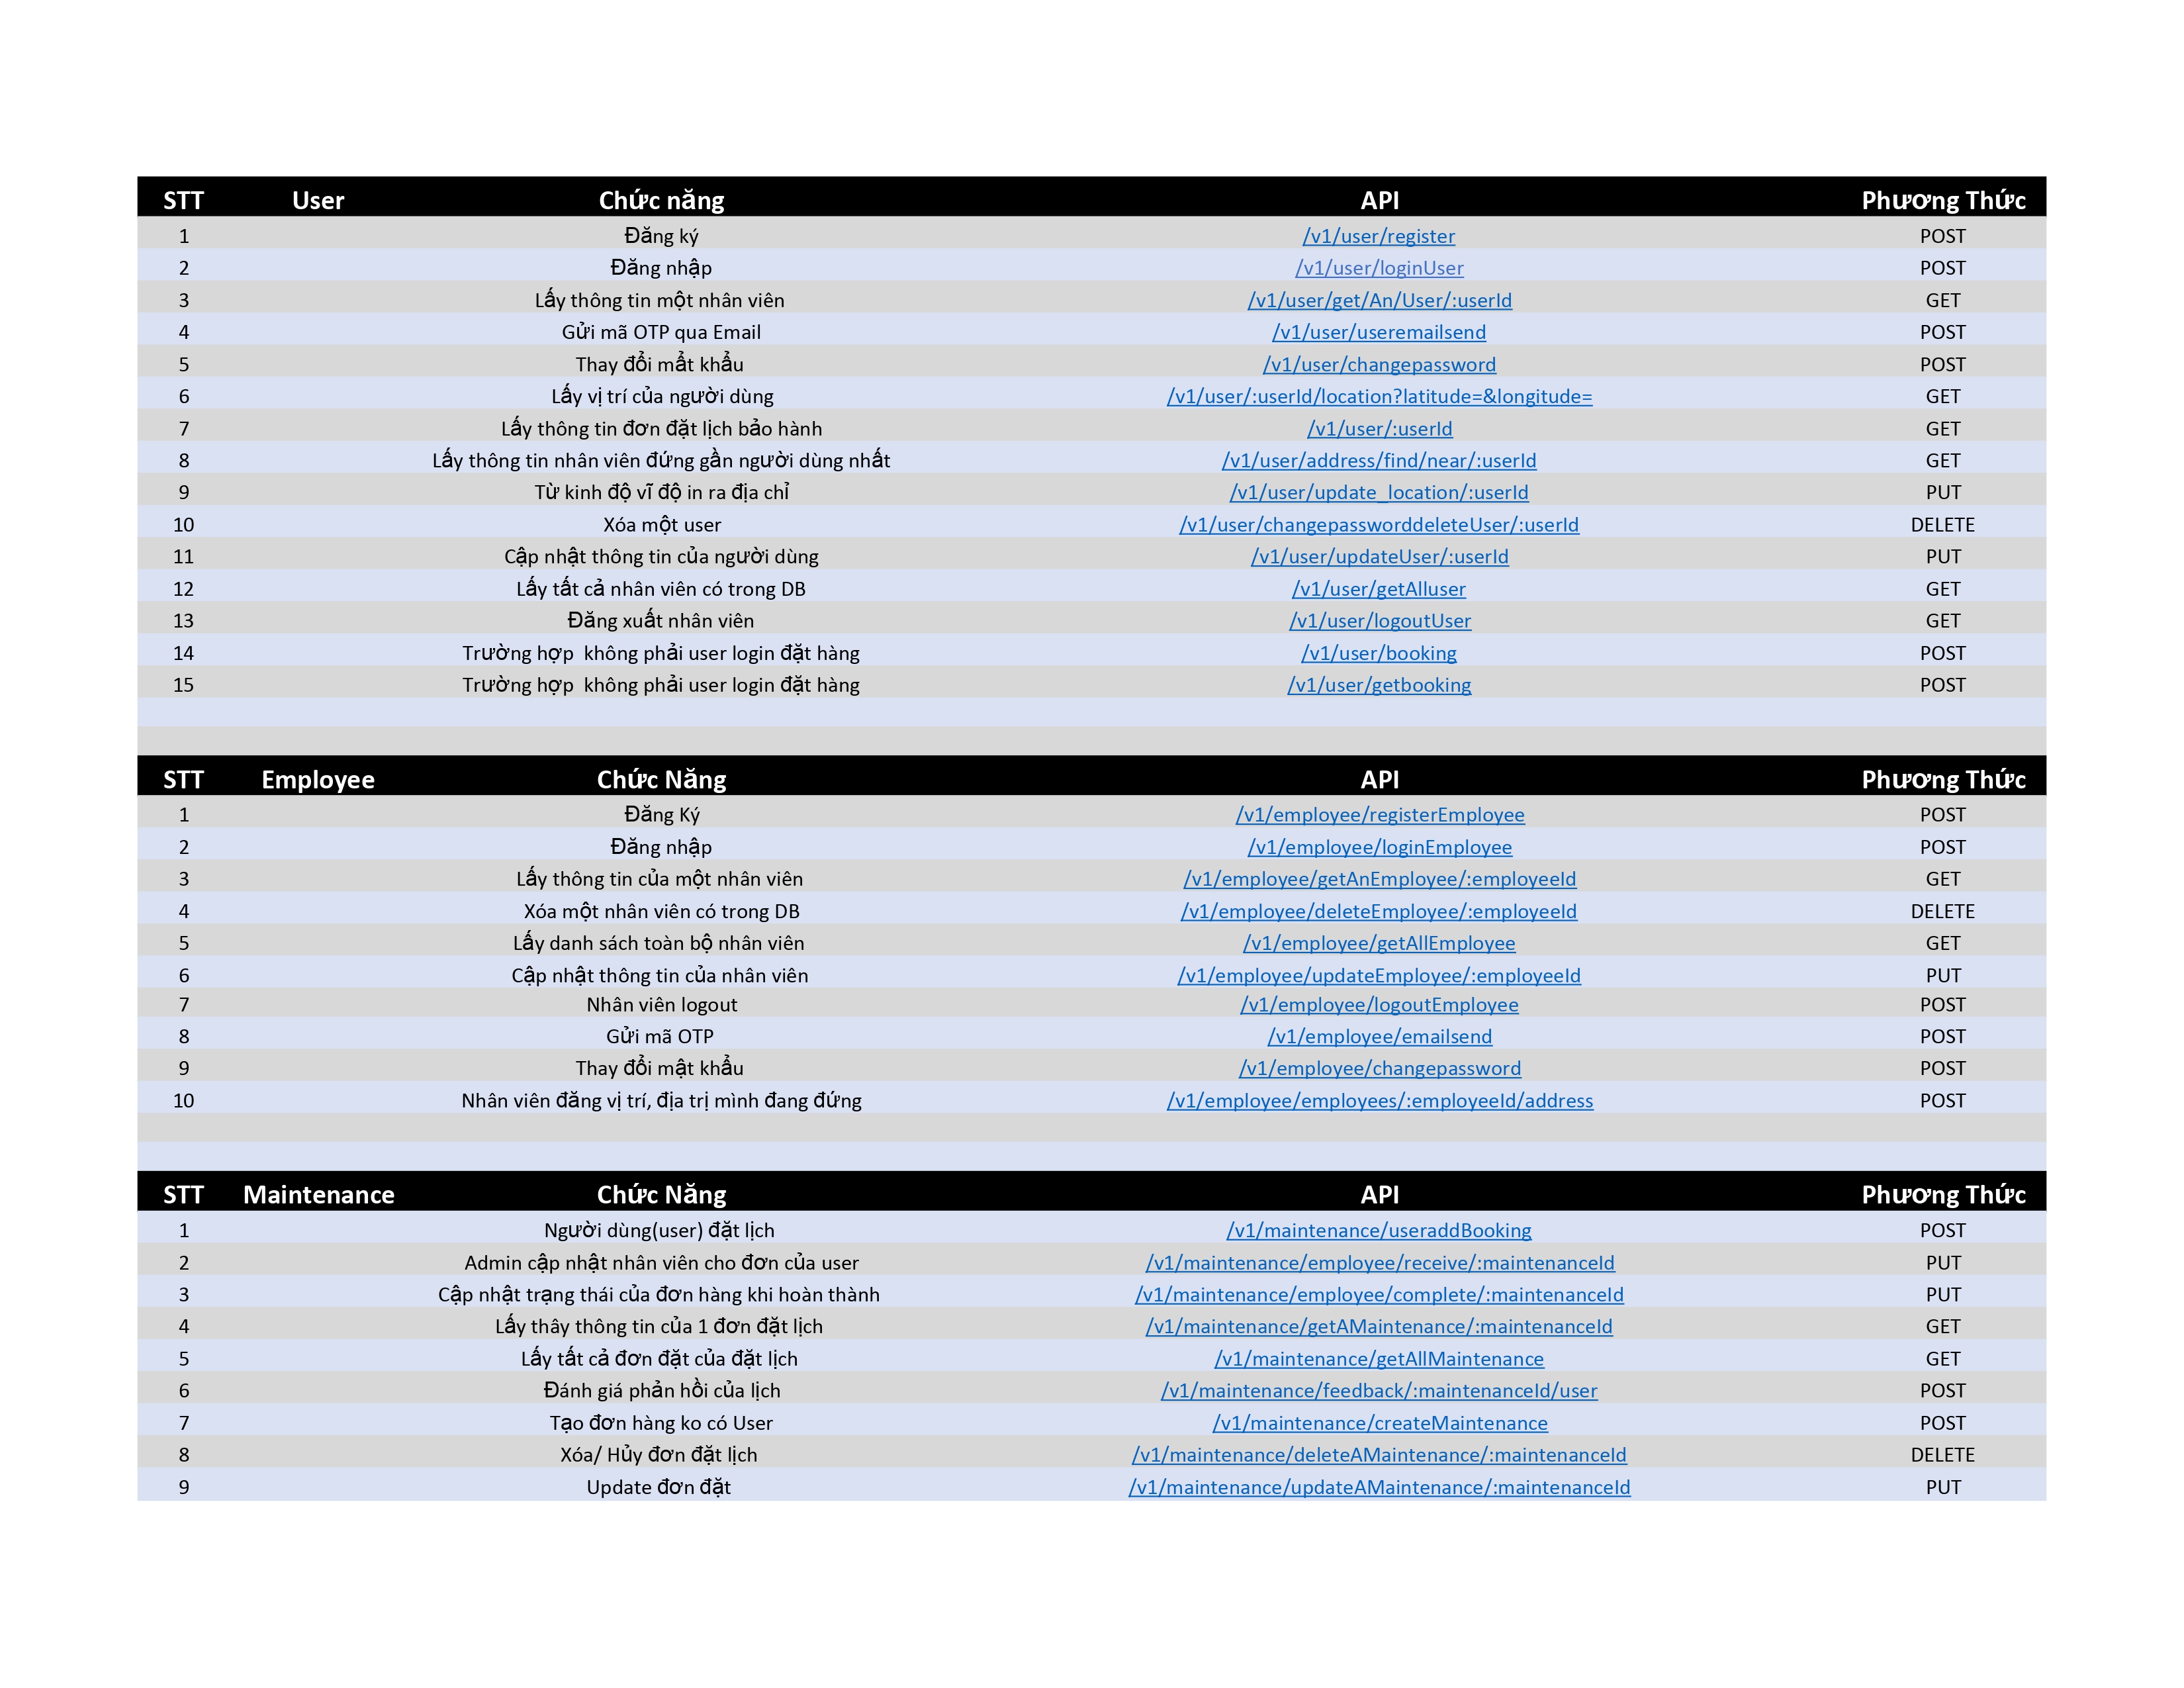 STT User Chức năng API Phương Thức
1 Đăng ký /v1/user/register POST
2 Đăng nhập /v1/user/loginUser POST
3 Lấy thông tin một nhân viên /v1/user/get/An/User/:userId GET
4 Gửi mã OTP qua Email /v1/user/useremailsend POST
5 Thay đổi mẩt khẩu /v1/user/changepassword POST
6 Lấy vị trí của người dùng /v1/user/:userId/location?latitude=&longitude= GET
7 Lấy thông tin đơn đặt lịch bảo hành /v1/user/:userId GET
8 Lấy thông tin nhân viên đứng gần người dùng nhất /v1/user/address/find/near/:userId GET
9 Từ kinh độ vĩ độ in ra địa chỉ /v1/user/update_location/:userId PUT
10 Xóa một user /v1/user/changepassworddeleteUser/:userId DELETE
11 Cập nhật thông tin của người dùng /v1/user/updateUser/:userId PUT
12 Lấy tất cả nhân viên có trong DB /v1/user/getAlluser GET
13 Đăng xuất nhân viên /v1/user/logoutUser GET
14 Trường hợp không phải user login đặt hàng /v1/user/booking POST
15 Trường hợp không phải user login đặt hàng /v1/user/getbooking POST
STT Employee Chức Năng API Phương Thức
1 Đăng Ký /v1/employee/registerEmployee POST
2 Đăng nhập /v1/employee/loginEmployee POST
3 Lấy thông tin của một nhân viên /v1/employee/getAnEmployee/:employeeId GET
4 Xóa một nhân viên có trong DB /v1/employee/deleteEmployee/:employeeId DELETE
5 Lấy danh sách toàn bộ nhân viên /v1/employee/getAllEmployee GET
6 Cập nhật thông tin của nhân viên /v1/employee/updateEmployee/:employeeId PUT
7 Nhân viên logout /v1/employee/logoutEmployee POST
8 Gửi mã OTP /v1/employee/emailsend POST
9 Thay đổi mật khẩu /v1/employee/changepassword POST
10 Nhân viên đăng vị trí, địa trị mình đang đứng /v1/employee/employees/:employeeId/address POST
STT Maintenance Chức Năng API Phương Thức
1 Người dùng(user) đặt lịch /v1/maintenance/useraddBooking POST
2 Admin cập nhật nhân viên cho đơn của user /v1/maintenance/employee/receive/:maintenanceId PUT
3 Cập nhật trạng thái của đơn hàng khi hoàn thành /v1/maintenance/employee/complete/:maintenanceId PUT
4 Lấy thây thông tin của 1 đơn đặt lịch /v1/maintenance/getAMaintenance/:maintenanceId GET
5 Lấy tất cả đơn đặt của đặt lịch /v1/maintenance/getAllMaintenance GET
6 Đánh giá phản hồi của lịch /v1/maintenance/feedback/:maintenanceId/user POST
7 Tạo đơn hàng ko có User /v1/maintenance/createMaintenance POST
8 Xóa/ Hủy đơn đặt lịch /v1/maintenance/deleteAMaintenance/:maintenanceId DELETE
9 Update đơn đặt /v1/maintenance/updateAMaintenance/:maintenanceId PUT